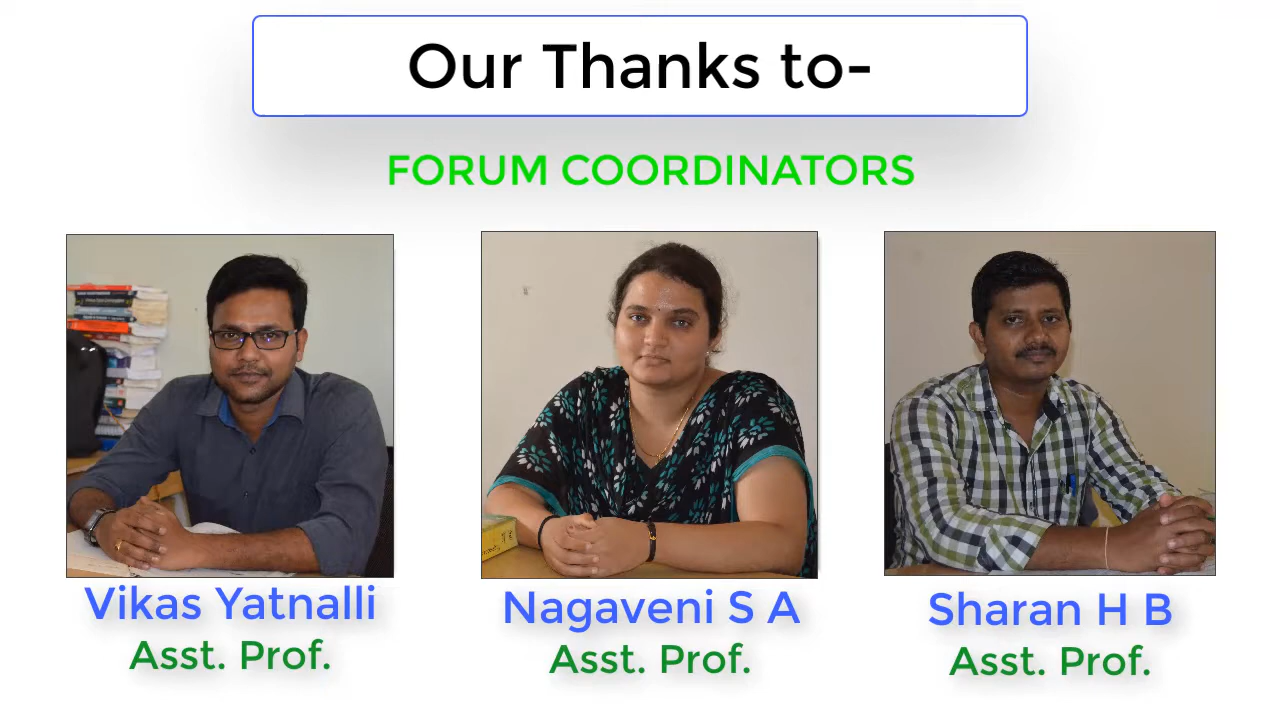 Our Thanks to-
FORUM COORDINATORS
Vikas Yatnalli
Asst. Prof.
Nagaveni S A
Asst. Prof.
Sharan H B
Asst. Prof.